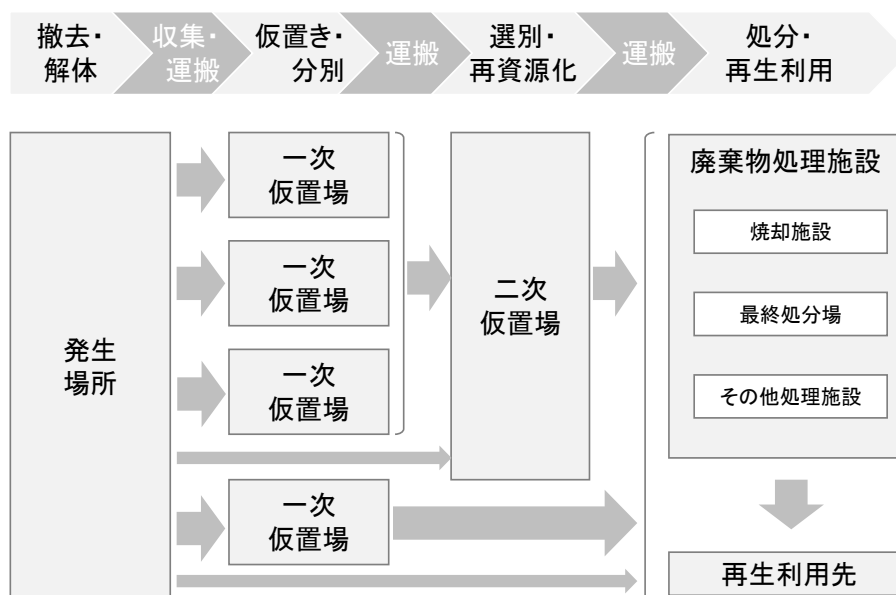 撤去・
解体
収集・
運搬
仮置き・
分別
運搬
選別・
再資源化
運搬
処分・
再生利用
発生
場所
一次
仮置場
一次
仮置場
一次
仮置場
一次
仮置場
二次
仮置場
廃棄物処理施設
焼却施設
最終処分場
その他処理施設
再生利用先